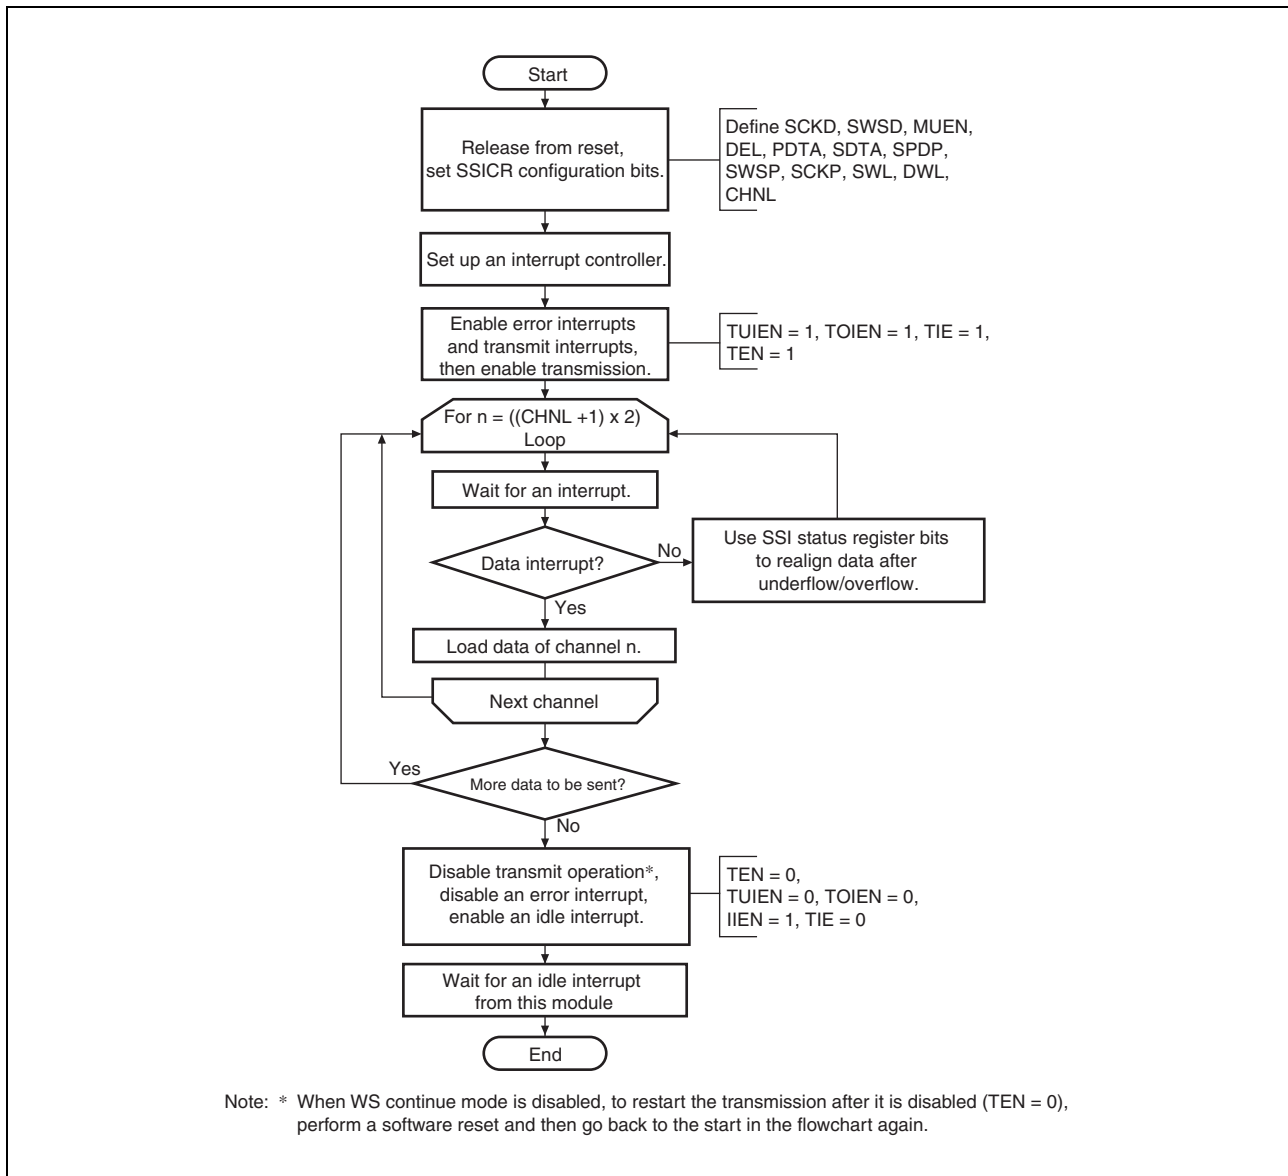 Start
Release from reset,
set SSICR configuration bits.
Define SCKD, SWSD, MUEN,
DEL, PDTA, SDTA, SPDP,
SWSP, SCKP, SWL, DWL,
CHNL
Set up an interrupt controller.
Enable error interrupts
and transmit interrupts,
then enable transmission.
TUIEN = 1, TOIEN = 1, TIE = 1,
TEN = 1
For n = ((CHNL +1) x 2)
Loop
Wait for an interrupt.
Data interrupt?
No
Use SSI status register bits
to realign data after
underflow/overflow.
Yes
Load data of channel n.
Next channel
Yes
More data to be sent?
No
Disable transmit operation*,
disable an error interrupt,
enable an idle interrupt.
TEN = 0,
TUIEN = 0, TOIEN = 0,
IIEN = 1, TIE = 0
Wait for an idle interrupt
from this module
End
Note: * When WS continue mode is disabled, to restart the transmission after it is disabled (TEN = 0),
perform a software reset and then go back to the start in the flowchart again.